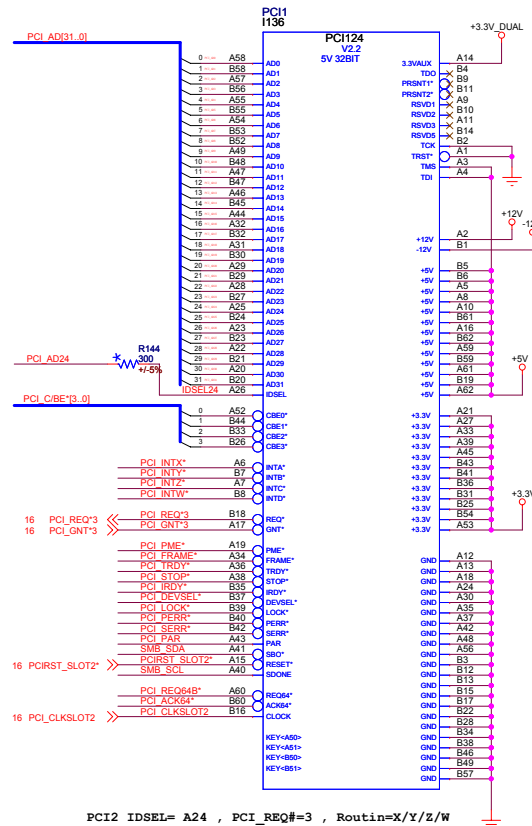 PCI1
I136
PCI124
V2.2
5V 32BIT
PCI_AD[31..0]
+3.3V_DUAL
0 A58 AD0
1 B58 AD1
2 A57 AD2
3 B56 AD3
4 A55 AD4
5 B55 AD5
6 A54 AD6
7 B53 AD7
8 B52 AD8
9 A49 AD9
10 B48 AD10
11 A47 AD11
12 B47 AD12
13 A46 AD13
14 B45 AD14
15 A44 AD15
16 A32 AD16
17 B32 AD17
18 A31 AD18
19 B30 AD19
20 A29 AD20
21 B29 AD21
22 A28 AD22
23 B27 AD23
24 A25 AD24
25 B24 AD25
26 A23 AD26
27 B23 AD27
28 A22 AD28
29 B21 AD29
30 A20 AD30
31 B20 AD31
PCI_AD24
*
R144
300
+/-5%
IDSEL24 A26 IDSEL
PCI_C/BE*[3..0]
0 A52 CBE0*
1 B44 CBE1*
2 B33 CBE2*
3 B26 CBE3*
PCI_INTX* A6 INTA*
PCI_INTY* B7 INTB*
PCI_INTZ* A7 INTC*
PCI_INTW* B8 INTD*
16 PCI_REQ*3 PCI_REQ*3 B18 REQ*
16 PCI_GNT*3 PCI_GNT*3 A17 GNT*
PCI_PME* A19 PME*
PCI_FRAME* A34 FRAME*
PCI_TRDY* A36 TRDY*
PCI_STOP* A38 STOP*
PCI_IRDY* B35 IRDY*
PCI_DEVSEL* B37 DEVSEL*
PCI_LOCK* B39 LOCK*
PCI_PERR* B40 PERR*
PCI_SERR* B42 SERR*
PCI_PAR A43 PAR
SMB_SDA A41 SBO*
16 PCIRST_SLOT2* PCIRST_SLOT2* A15 RESET*
SMB_SCL A40 SDONE
PCI_REQ64B* A60 REQ64*
PCI_ACK64* B60 ACK64*
16 PCI_CLKSLOT2 PCI_CLKSLOT2 B16 CLOCK
KEY<A50>
KEY<A51>
KEY<B50>
KEY<B51>
3.3VAUX A14
TDO B4
PRSNT1* B9
PRSNT2* B11
RSVD1 A9
RSVD2 B10
RSVD3 A11
RSVD5 B14
TCK B2
TRST* A1
TMS A3
TDI A4
+12V -12
+12V A2
-12V B1
+5V B5
+5V B6
+5V A5
+5V A8
+5V A10
+5V B61
+5V A16
+5V B62
+5V A59
+5V B59
+5V A61
+5V B19
+5V A62
+5V
+3.3V A21
+3.3V A27
+3.3V A33
+3.3V A39
+3.3V A45
+3.3V B43
+3.3V B41
+3.3V B36
+3.3V B31
+3.3V B25
+3.3V B54
+3.3V A53
+3.3V
GND A12
GND A13
GND A18
GND A24
GND A30
GND A35
GND A37
GND A42
GND A48
GND A56
GND B3
GND B12
GND B13
GND B15
GND B17
GND B22
GND B28
GND B34
GND B38
GND B46
GND B49
GND B57
PCI2 IDSEL= A24 , PCI_REQ#=3 , Routin=X/Y/Z/W